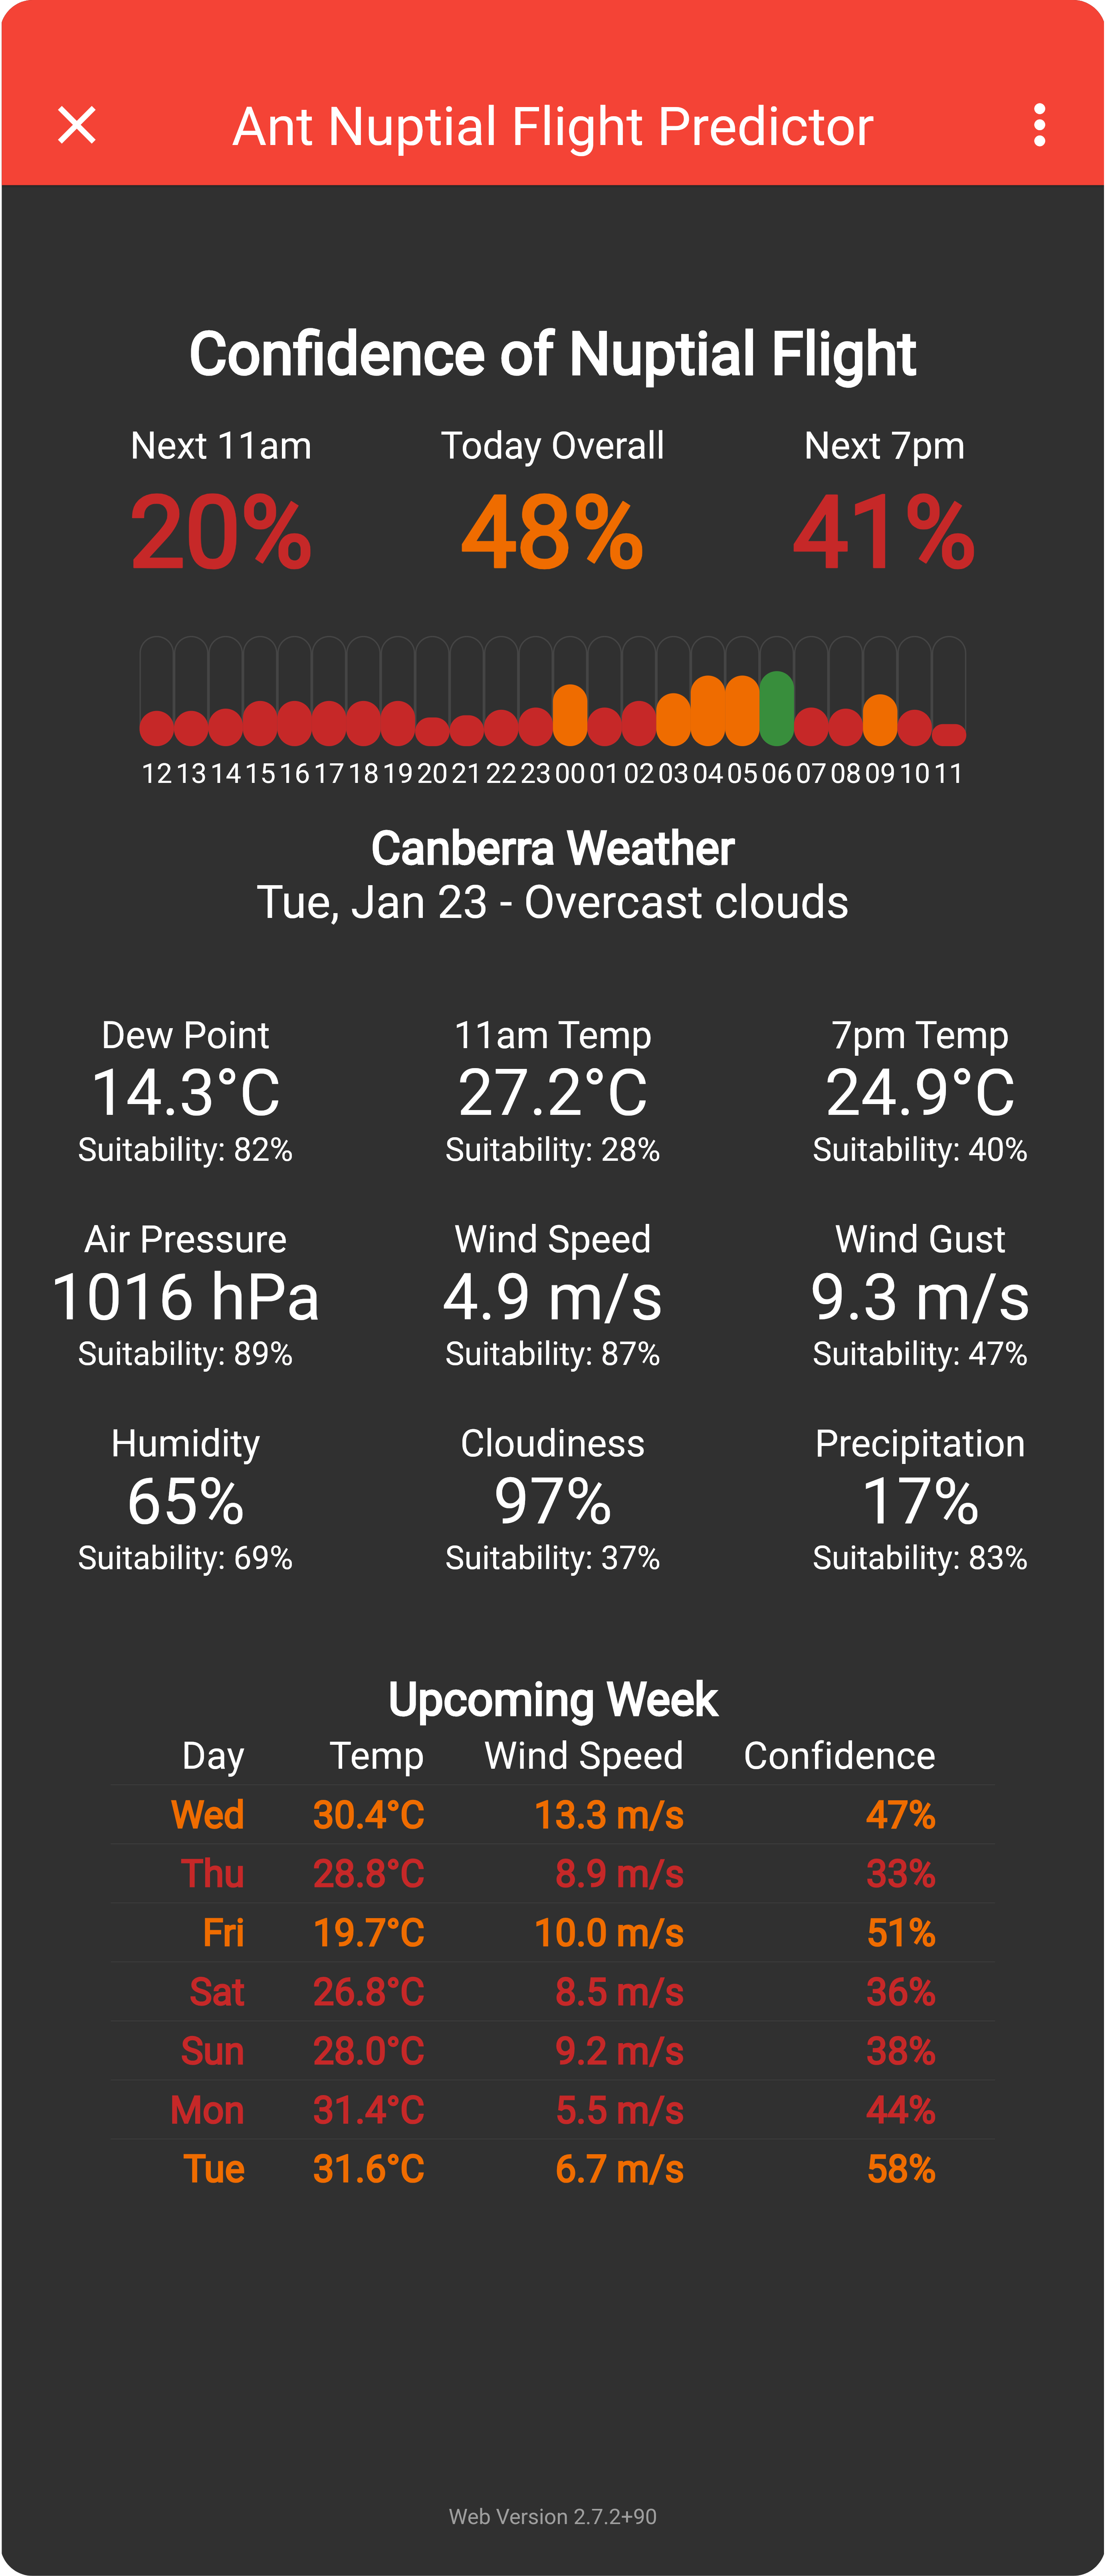 Ant Nuptial Flight Predictor
Confidence of Nuptial Flight
Next 11am Today Overall Next 7pm
20% 48% 41%
12 13 14 15 16 17 18 19 20 21 22 23 00 01 02 03 04 05 06 07 08 09 10 11
Canberra Weather
Tue, Jan 23 - Overcast clouds
Dew Point 11am Temp 7pm Temp
14.3°C 27.2°C 24.9°C
Suitability: 82% Suitability: 28% Suitability: 40%
Air Pressure Wind Speed Wind Gust
1016 hPa 4.9 m/s 9.3 m/s
Suitability: 89% Suitability: 87% Suitability: 47%
Humidity Cloudiness Precipitation
65% 97% 17%
Suitability: 69% Suitability: 37% Suitability: 83%
Upcoming Week
Day Temp Wind Speed Confidence
Wed 30.4°C 13.3 m/s 47%
Thu 28.8°C 8.9 m/s 33%
Fri 19.7°C 10.0 m/s 51%
Sat 26.8°C 8.5 m/s 36%
Sun 28.0°C 9.2 m/s 38%
Mon 31.4°C 5.5 m/s 44%
Tue 31.6°C 6.7 m/s 58%
Web Version 2.7.2+90